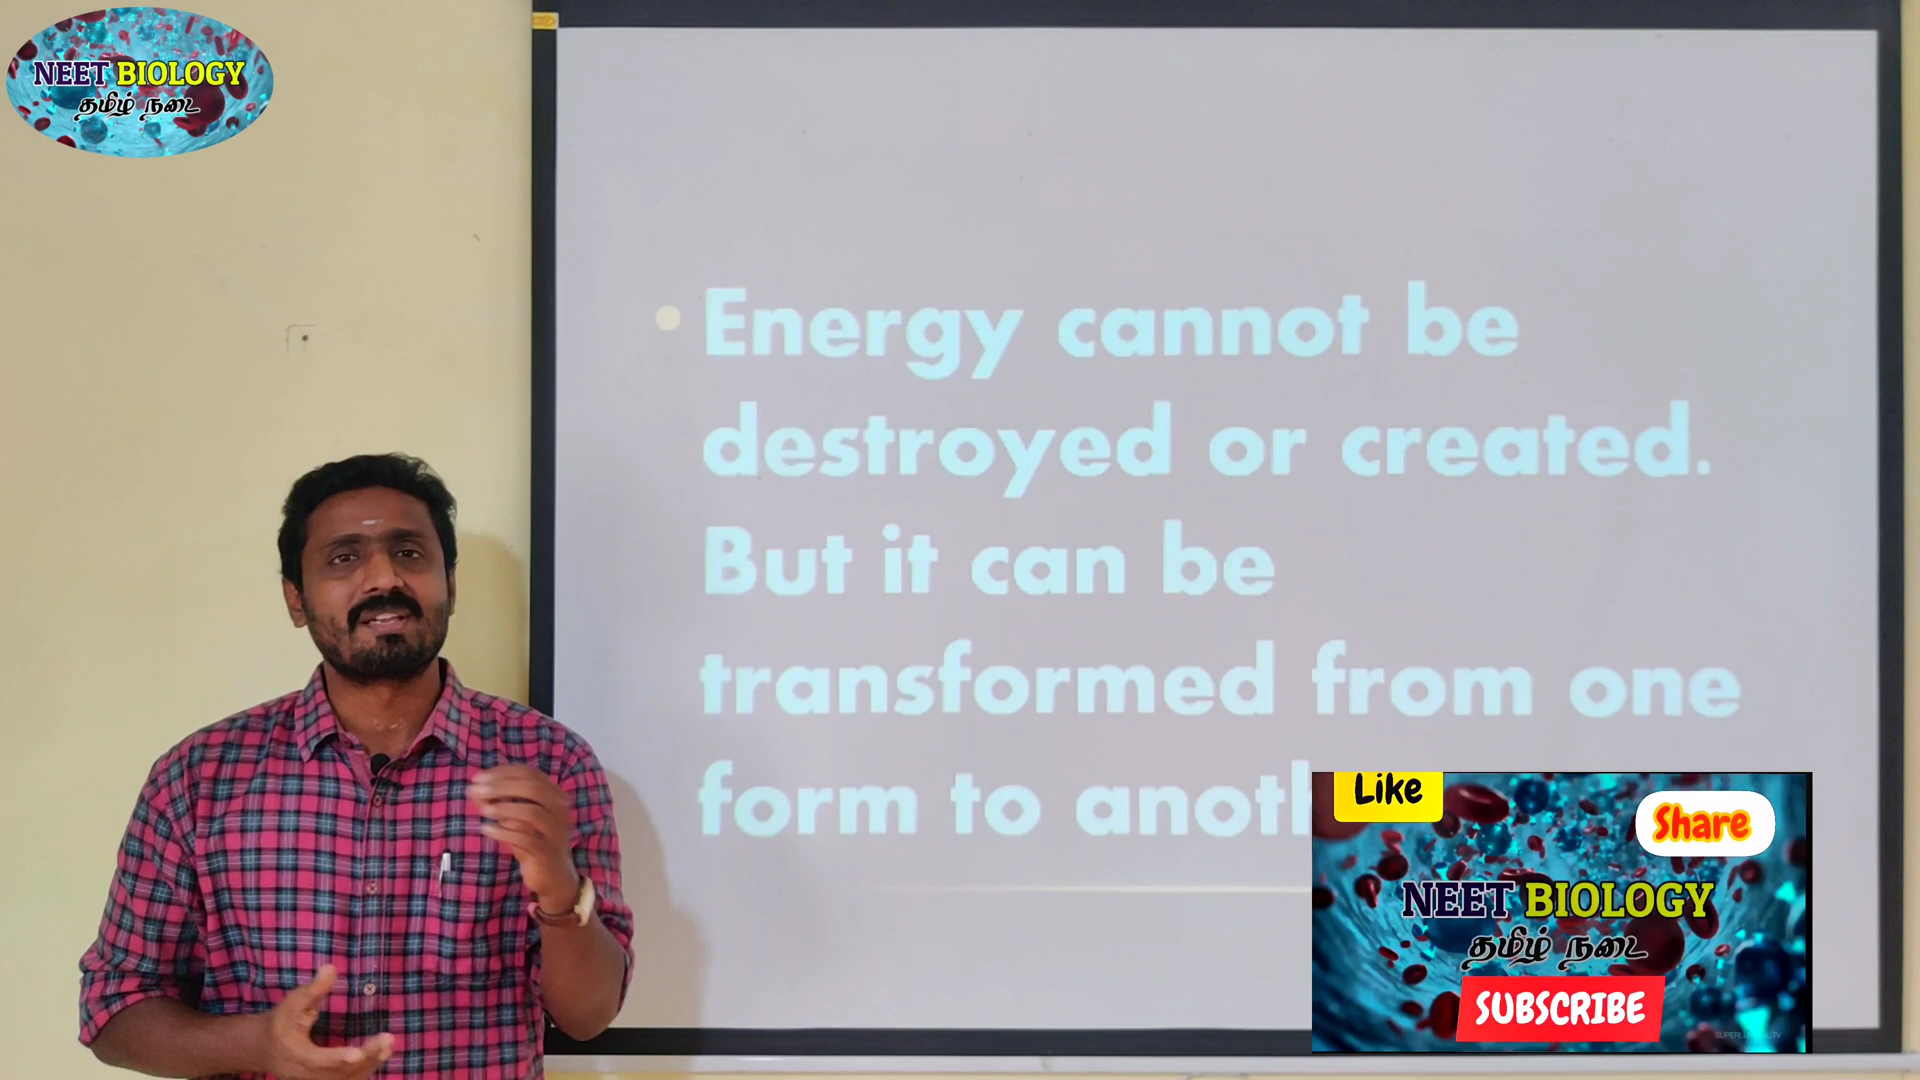 NEET BIOLOGY
தமிழ் நடை
Energy cannot be
destroyed or created.
But it can be
transformed from one
form to
Like
Share
NEET BIOLOGY
தமிழ் நடை
SUBSCRIBE